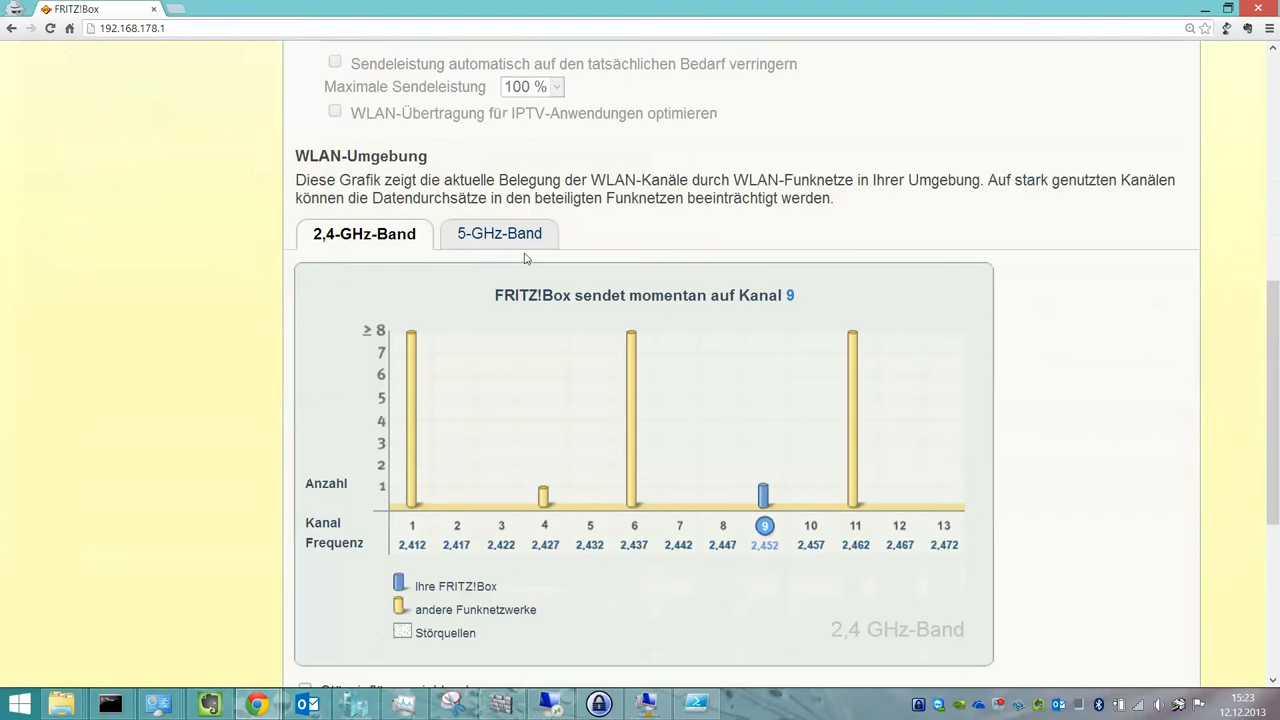 FRITZ!Box
192.168.178.1
Sendeleistung automatisch auf den tatsächlichen Bedarf verringern
Maximale Sendeleistung 100 %
WLAN-Übertragung für IPTV-Anwendungen optimieren
WLAN-Umgebung
Diese Grafik zeigt die aktuelle Belegung der WLAN-Kanäle durch WLAN-Funknetze in Ihrer Umgebung. Auf stark genutzten Kanälen
können die Datendurchsätze in den beteiligten Funknetzen beeinträchtigt werden.
2,4-GHz-Band 5-GHz-Band
FRITZ!Box sendet momentan auf Kanal 9
≥ 8
7
6
5
4
3
2
Anzahl 1
Kanal 1 2 3 4 5 6 7 8 9 10 11 12 13
Frequenz 2,412 2,417 2,422 2,427 2,432 2,437 2,442 2,447 2,452 2,457 2,462 2,467 2,472
Ihre FRITZ!Box
andere Funknetzwerke
Störquellen
2,4 GHz-Band
15:23
12.12.2013